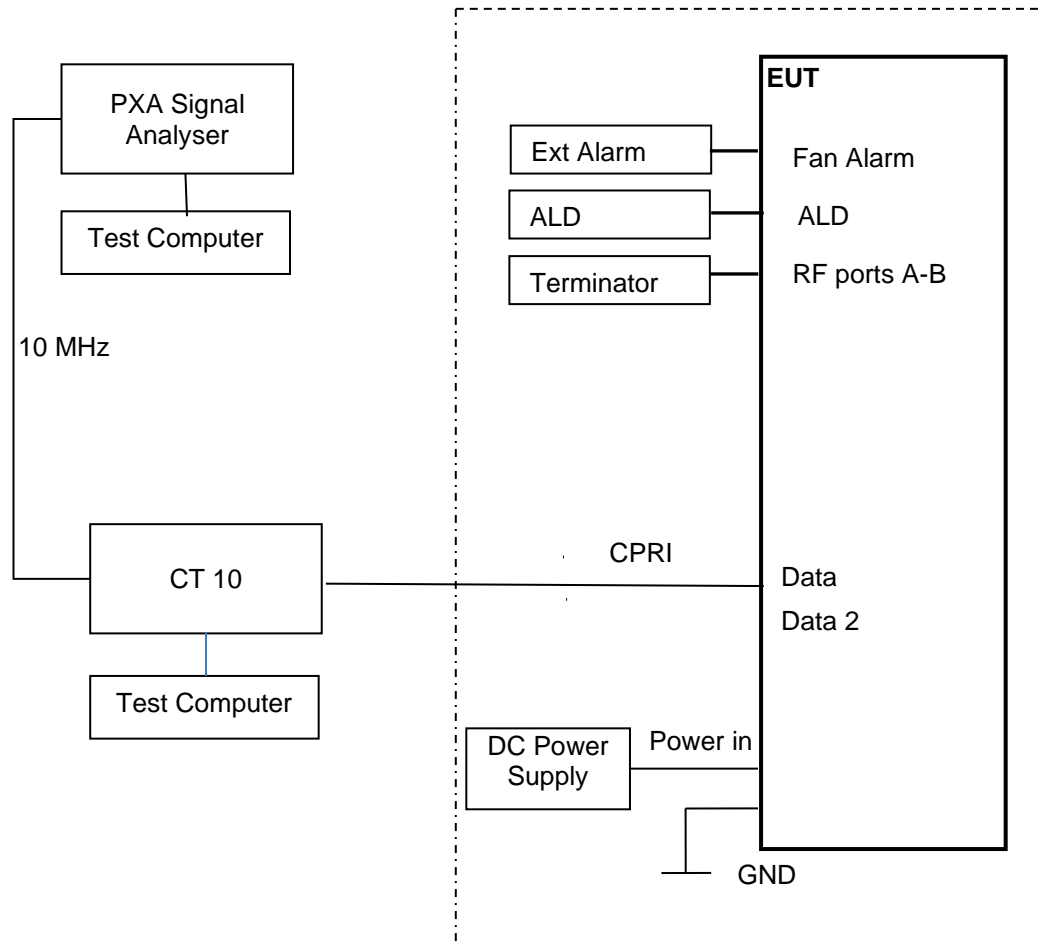 PXA Signal
Analyser
Test Computer
10 MHz
CT 10
Test Computer
EUT
Ext Alarm
Fan Alarm
ALD
ALD
Terminator
RF ports A-B
CPRI
Data
Data 2
DC Power
Supply
Power in
GND